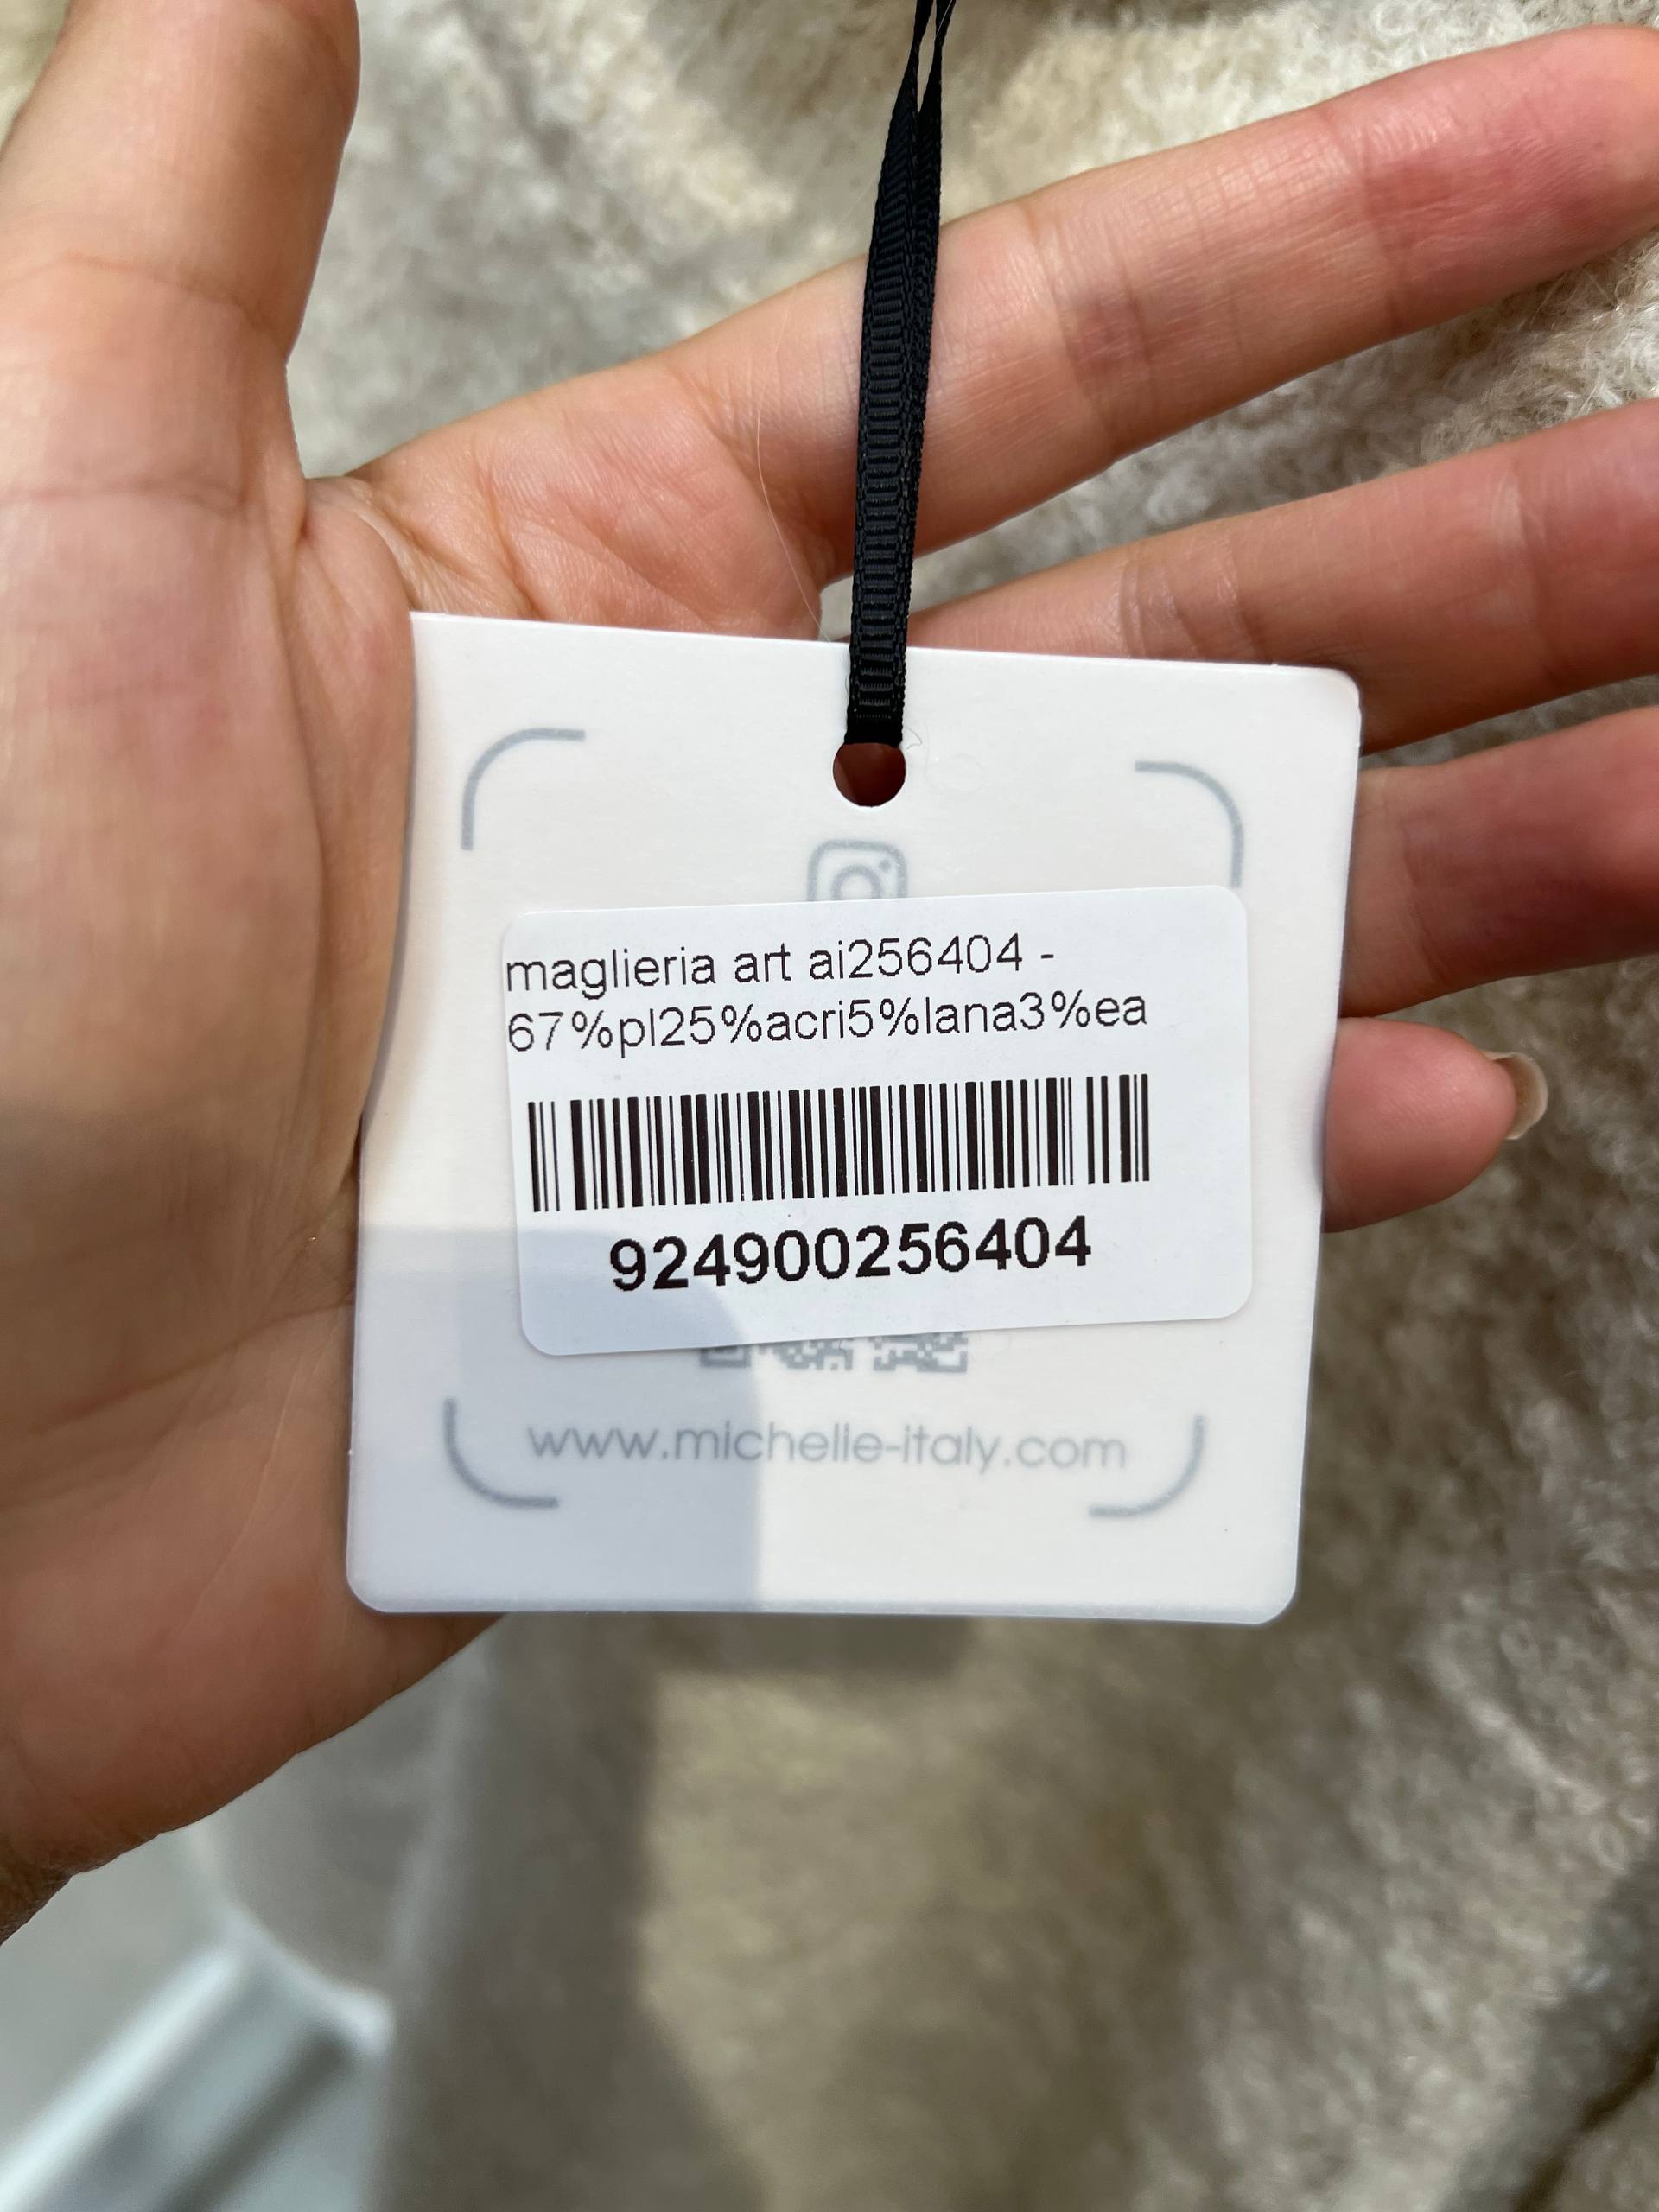 maglieria art ai256404 -
67%pl25%acri5%lana3%ea
924900256404
www.michelle-italy.com